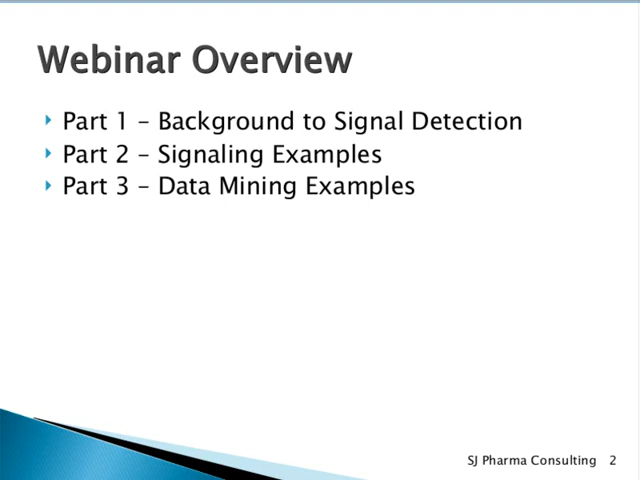 Webinar Overview
Part 1 – Background to Signal Detection
Part 2 – Signaling Examples
Part 3 – Data Mining Examples
SJ Pharma Consulting 2